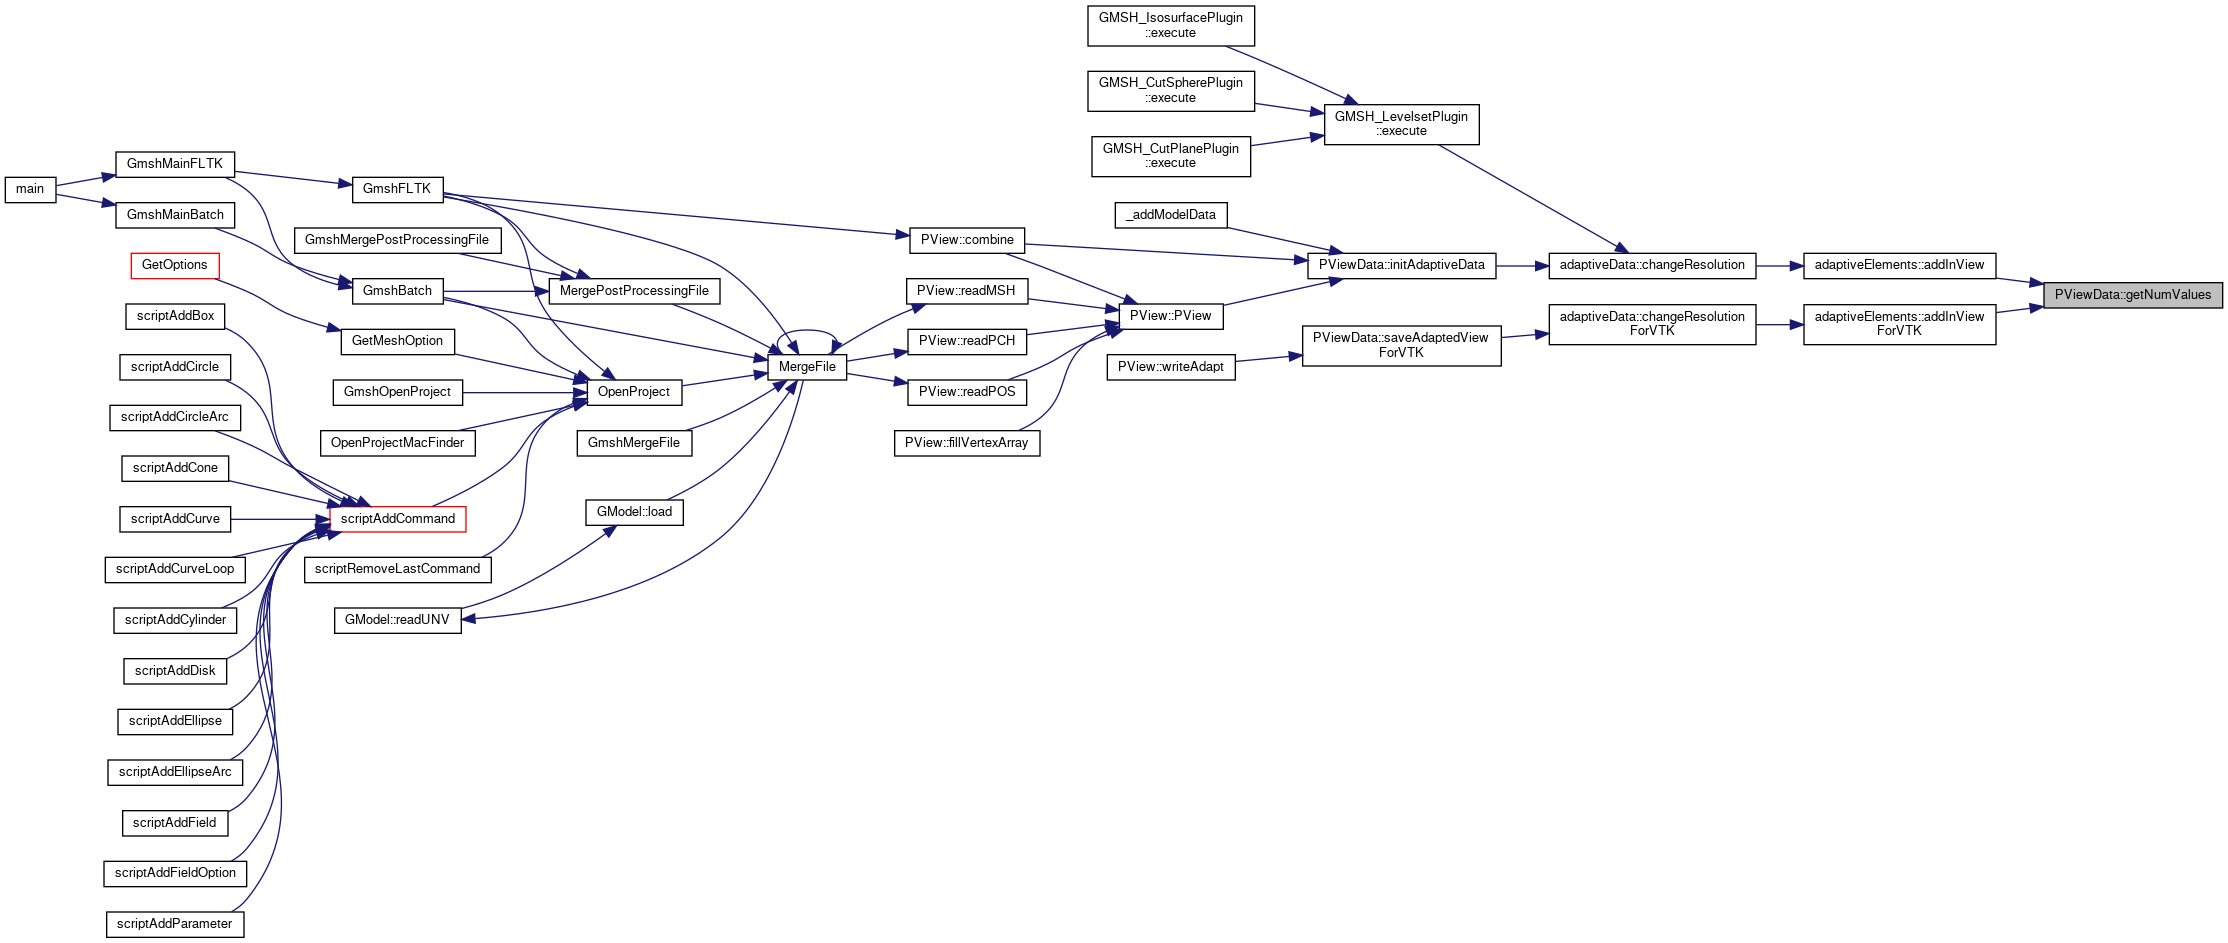 main
GmshMainFLTK
GmshMainBatch
GetOptions
scriptAddBox
scriptAddCircle
scriptAddCircleArc
scriptAddCone
scriptAddCurve
scriptAddCurveLoop
scriptAddCylinder
scriptAddDisk
scriptAddEllipse
scriptAddEllipseArc
scriptAddField
scriptAddFieldOption
scriptAddParameter
GmshFLTK
GmshMergePostProcessingFile
GmshBatch
GetMeshOption
GmshOpenProject
OpenProjectMacFinder
scriptAddCommand
scriptRemoveLastCommand
GModel::readUNV
MergePostProcessingFile
OpenProject
GmshMergeFile
GModel::load
MergeFile
PView::combine
PView::readMSH
PView::readPCH
PView::readPOS
PView::fillVertexArray
GMSH_IsosurfacePlugin
::execute
GMSH_CutSpherePlugin
::execute
GMSH_CutPlanePlugin
::execute
_addModelData
PView::PView
PView::writeAdapt
GMSH_LevelsetPlugin
::execute
PViewData::initAdaptiveData
PViewData::saveAdaptedView
ForVTK
adaptiveData::changeResolution
adaptiveData::changeResolution
ForVTK
adaptiveElements::addInView
adaptiveElements::addInView
ForVTK
PViewData::getNumValues